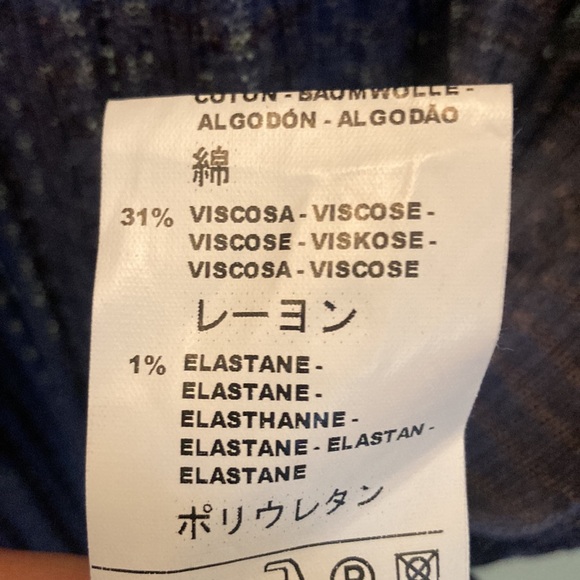 COTON - BAUMWOLLE -
ALGODÓN - ALGODÃO
綿
31% VISCOSA - VISCOSE -
VISCOSE - VISKOSE -
VISCOSA - VISCOSE
レーヨン
1% ELASTANE -
ELASTANE -
ELASTHANNE -
ELASTANE - ELASTAN -
ELASTANE
ポリウレタン
P